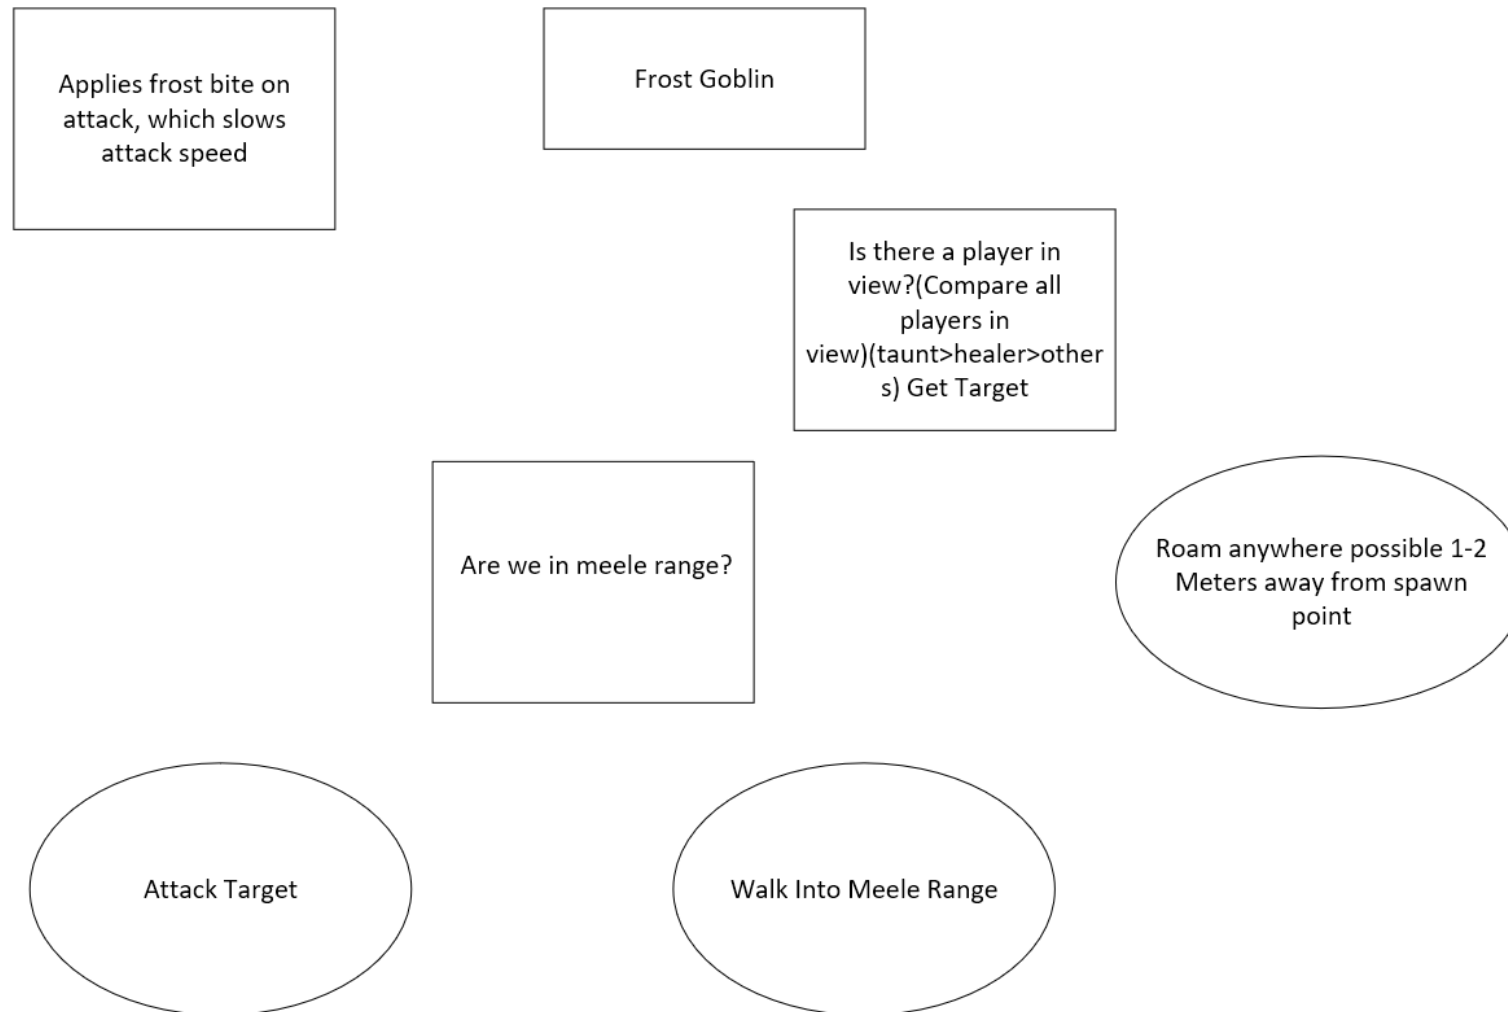 Applies frost bite on
attack, which slows
attack speed
Frost Goblin
Is there a player in
view?(Compare all
players in
view)(taunt>healer>other
s) Get Target
Are we in meele range?
Roam anywhere possible 1-2
Meters away from spawn
point
Attack Target
Walk Into Meele Range